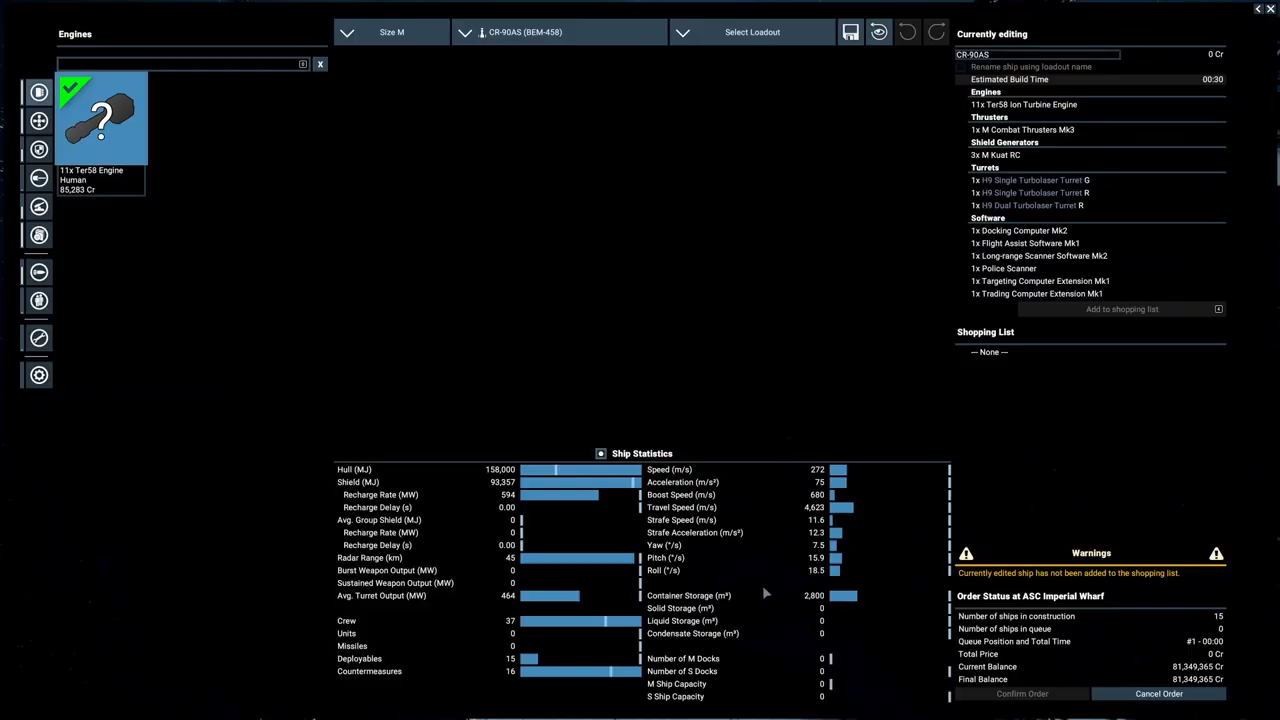 Engines
Size M
CR-90AS (BEM-458)
Select Loadout
x
?
11x Ter58 Engine
Human
85,283 Cr
Currently editing
CR-90AS
0 Cr
Rename ship using loadout name
Estimated Build Time 00:30
Engines
11x Ter58 Ion Turbine Engine
Thrusters
1x M Combat Thrusters Mk3
Shield Generators
3x M Kuat RC
Turrets
1x H9 Single Turbolaser Turret G
1x H9 Single Turbolaser Turret R
1x H9 Dual Turbolaser Turret R
Software
1x Docking Computer Mk2
1x Flight Assist Software Mk1
1x Long-range Scanner Software Mk2
1x Police Scanner
1x Targeting Computer Extension Mk1
1x Trading Computer Extension Mk1
Add to shopping list
Shopping List
--- None ---
Ship Statistics
Hull (MJ) 158,000
Shield (MJ) 93,357
Recharge Rate (MW) 594
Recharge Delay (s) 0.00
Avg. Group Shield (MJ) 0
Recharge Rate (MW) 0
Recharge Delay (s) 0.00
Radar Range (km) 45
Burst Weapon Output (MW) 0
Sustained Weapon Output (MW) 0
Avg. Turret Output (MW) 464
Crew 37
Units 0
Missiles 0
Deployables 15
Countermeasures 16
Speed (m/s) 272
Acceleration (m/s²) 75
Boost Speed (m/s) 680
Travel Speed (m/s) 4,623
Strafe Speed (m/s) 11.6
Strafe Acceleration (m/s²) 12.3
Yaw (°/s) 7.5
Pitch (°/s) 15.9
Roll (°/s) 18.5
Container Storage (m³) 2,800
Solid Storage (m³) 0
Liquid Storage (m³) 0
Condensate Storage (m³) 0
Number of M Docks 0
Number of S Docks 0
M Ship Capacity 0
S Ship Capacity 0
Warnings
Currently edited ship has not been added to the shopping list.
Order Status at ASC Imperial Wharf
Number of ships in construction 15
Number of ships in queue 0
Queue Position and Total Time #1 - 00:00
Total Price 0 Cr
Current Balance 81,349,365 Cr
Final Balance 81,349,365 Cr
Confirm Order
Cancel Order